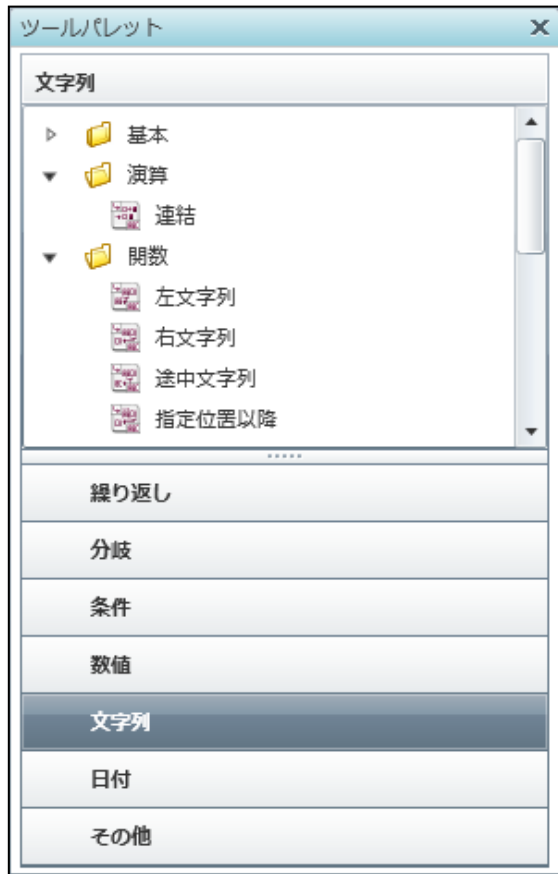 ツールパレット
文字列
基本
演算
連結
関数
左文字列
右文字列
途中文字列
指定位置以降
繰り返し
分岐
条件
数値
文字列
日付
その他